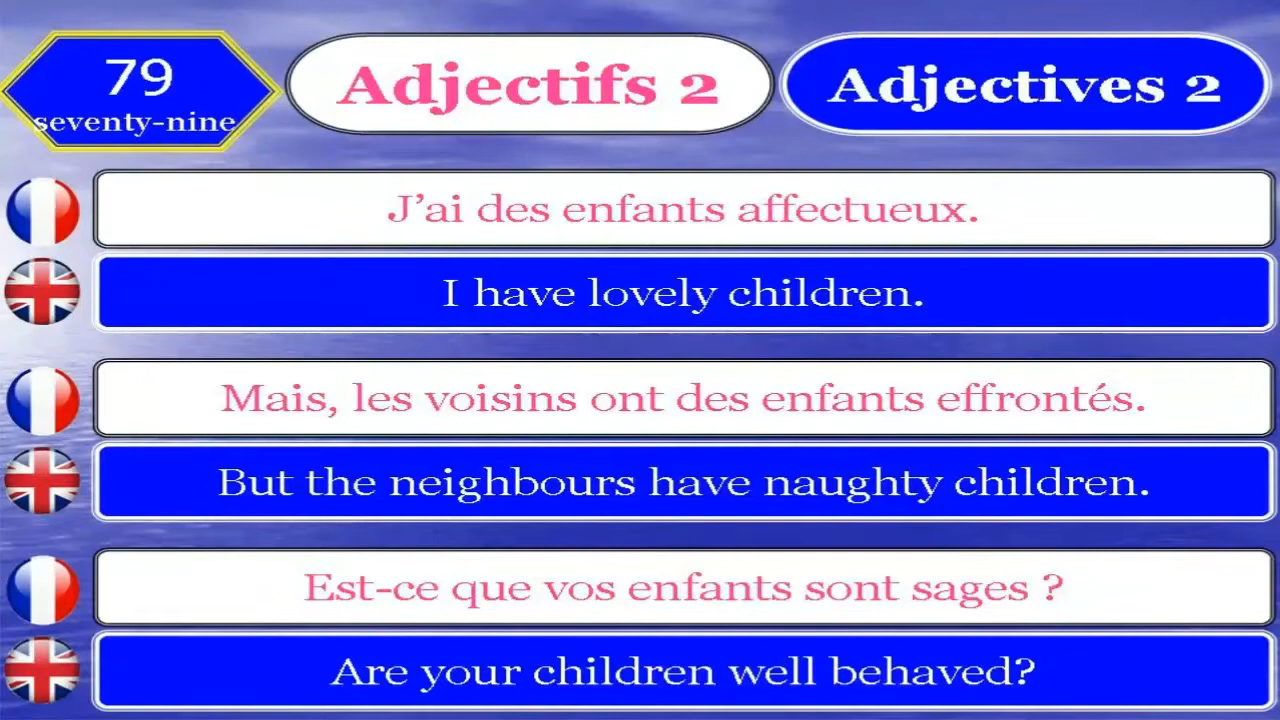 79
seventy-nine
Adjectifs 2
Adjectives 2
J'ai des enfants affectueux.
I have lovely children.
Mais, les voisins ont des enfants effrontés.
But the neighbours have naughty children.
Est-ce que vos enfants sont sages ?
Are your children well behaved?